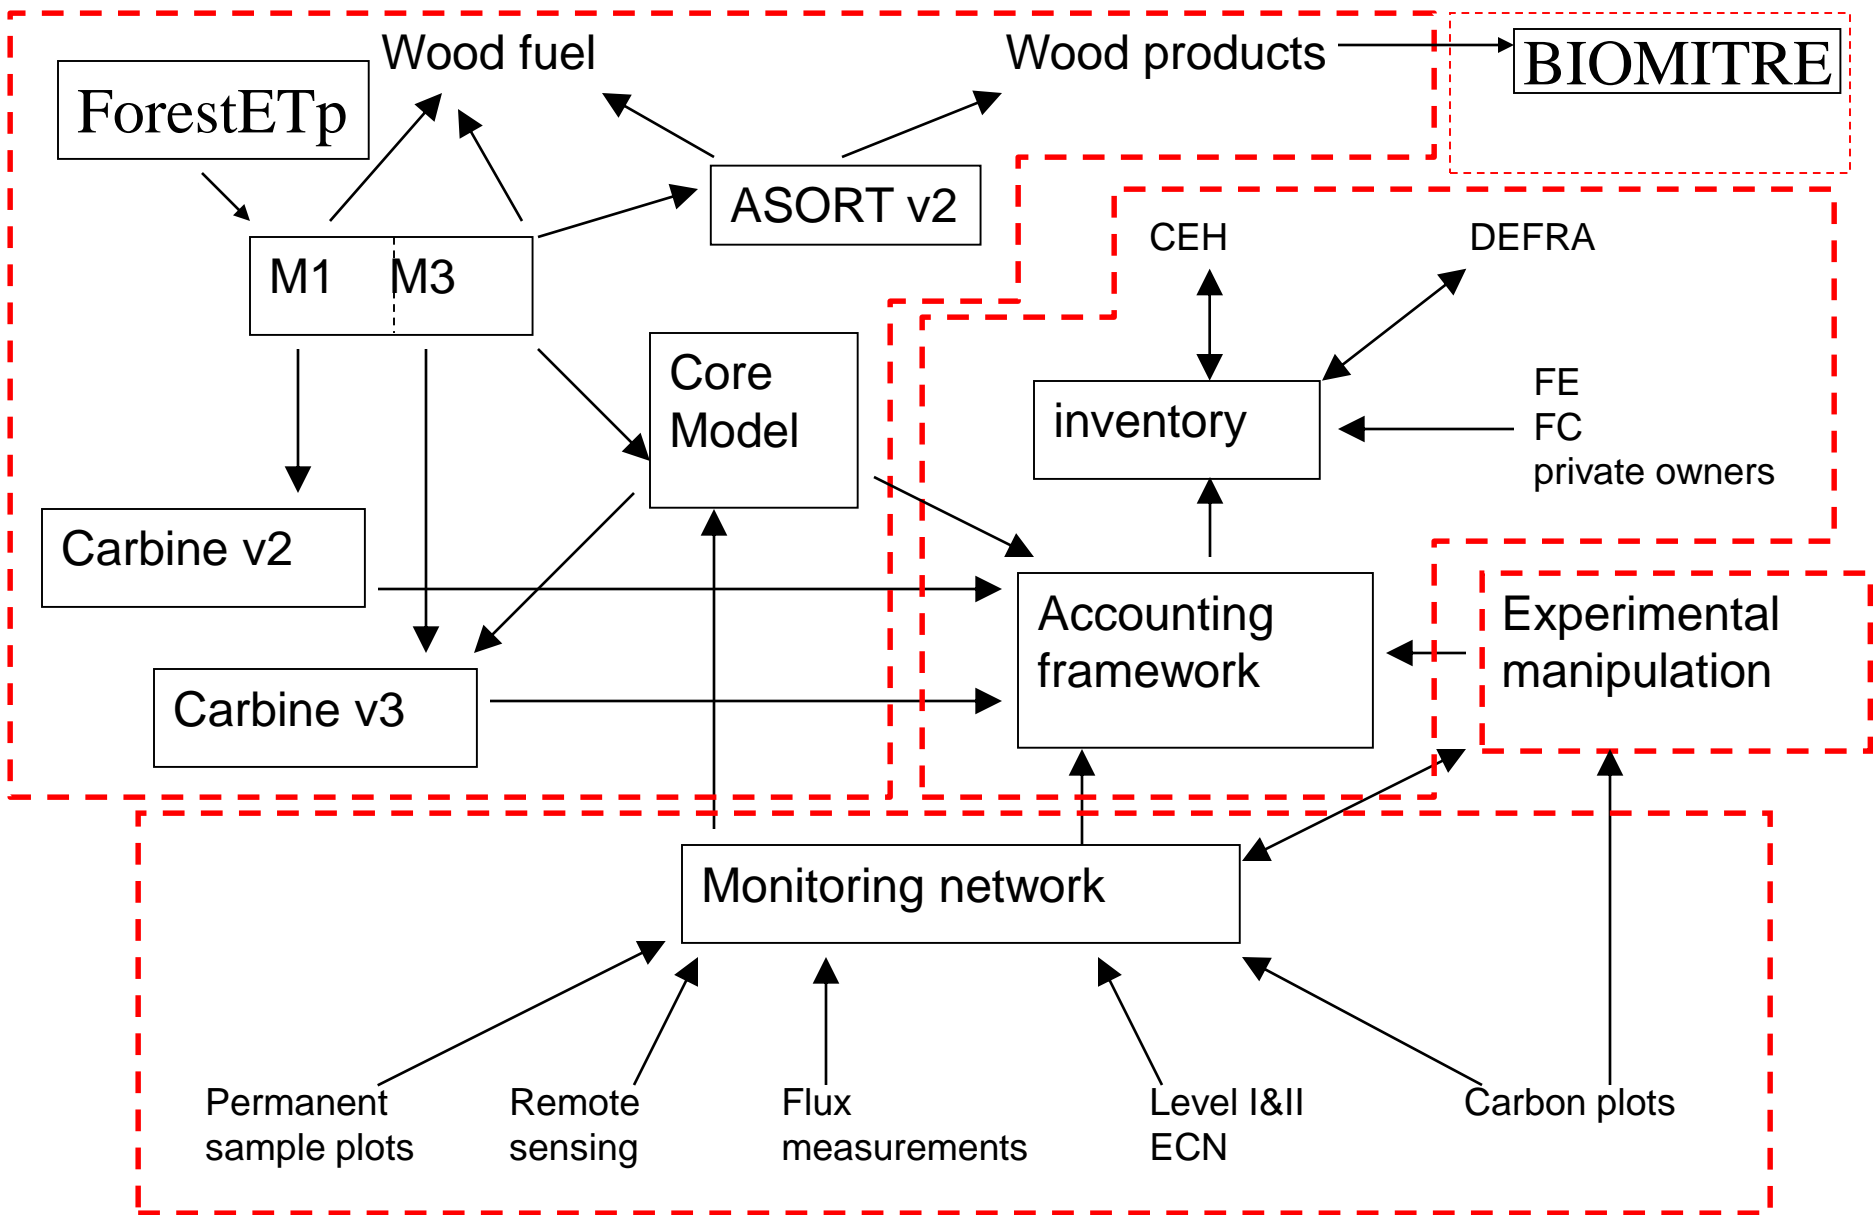 Wood fuel
Wood products
BIOMITRE
ForestETp
ASORT v2
CEH
DEFRA
M1 M3
Core
Model
inventory
FE
FC
private owners
Carbine v2
Accounting
framework
Experimental
manipulation
Carbine v3
Monitoring network
Permanent
sample plots
Remote
sensing
Flux
measurements
Level I&II
ECN
Carbon plots